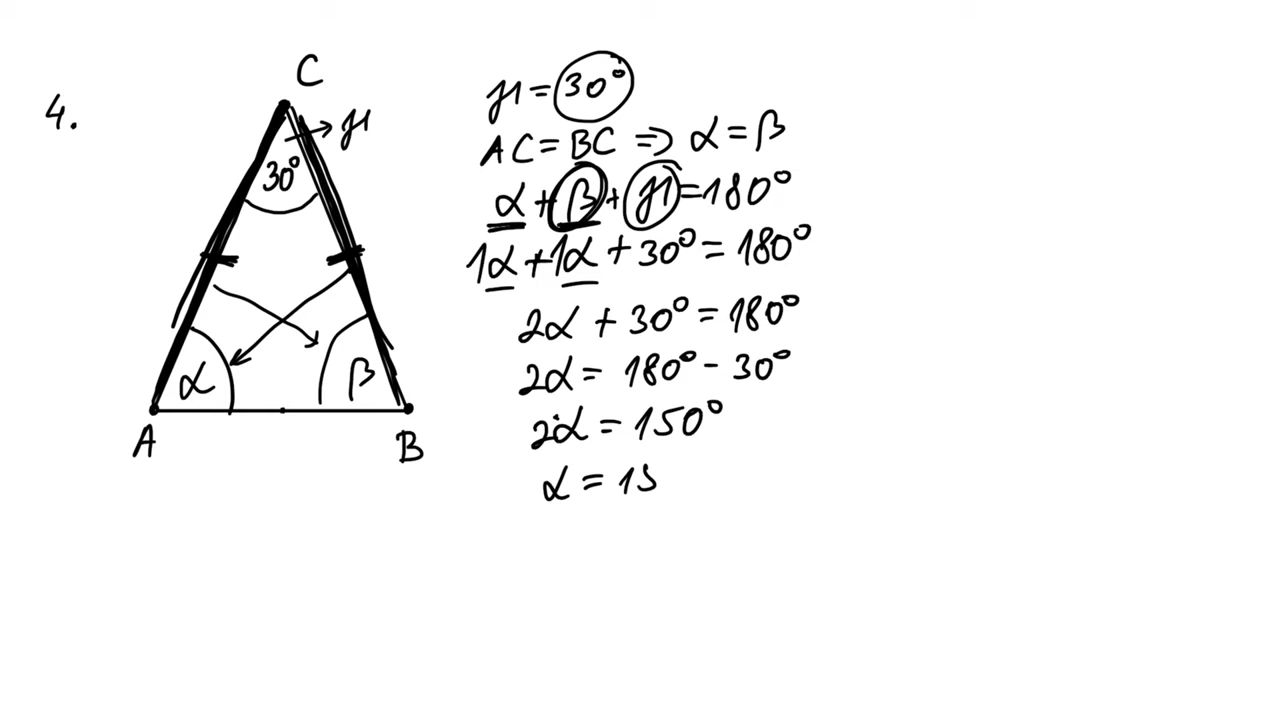 4.
C
30°
γ1
α
β
A
B
γ1 = 30°
AC = BC => α = β
α + β + γ1 = 180°
1α + 1α + 30° = 180°
2α + 30° = 180°
2α = 180° - 30°
2α = 150°
α = 15